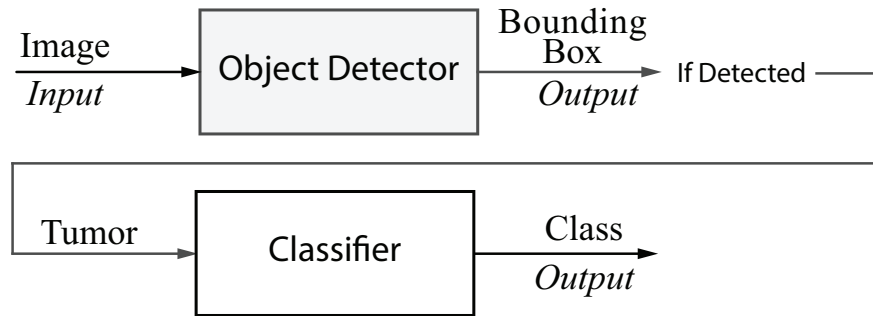 Image
Input
Object Detector
Bounding
Box
Output
If Detected
Tumor
Classifier
Class
Output